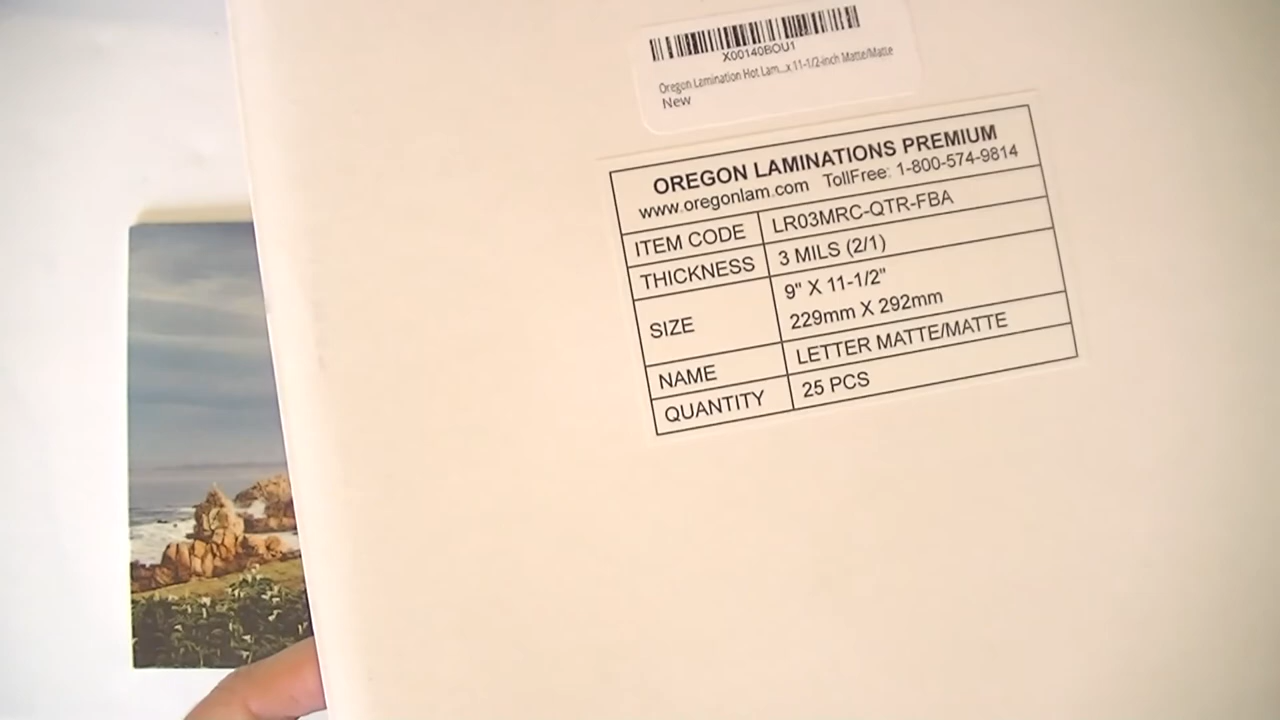 X00140BOU1
Oregon Lamination Hot Lam...x 11-1/2-inch Matte/Matte
New
OREGON LAMINATIONS PREMIUM
www.oregonlam.com TollFree: 1-800-574-9814
ITEM CODE LR03MRC-QTR-FBA
THICKNESS 3 MILS (2/1)
SIZE 9" X 11-1/2"
229mm X 292mm
NAME LETTER MATTE/MATTE
QUANTITY 25 PCS